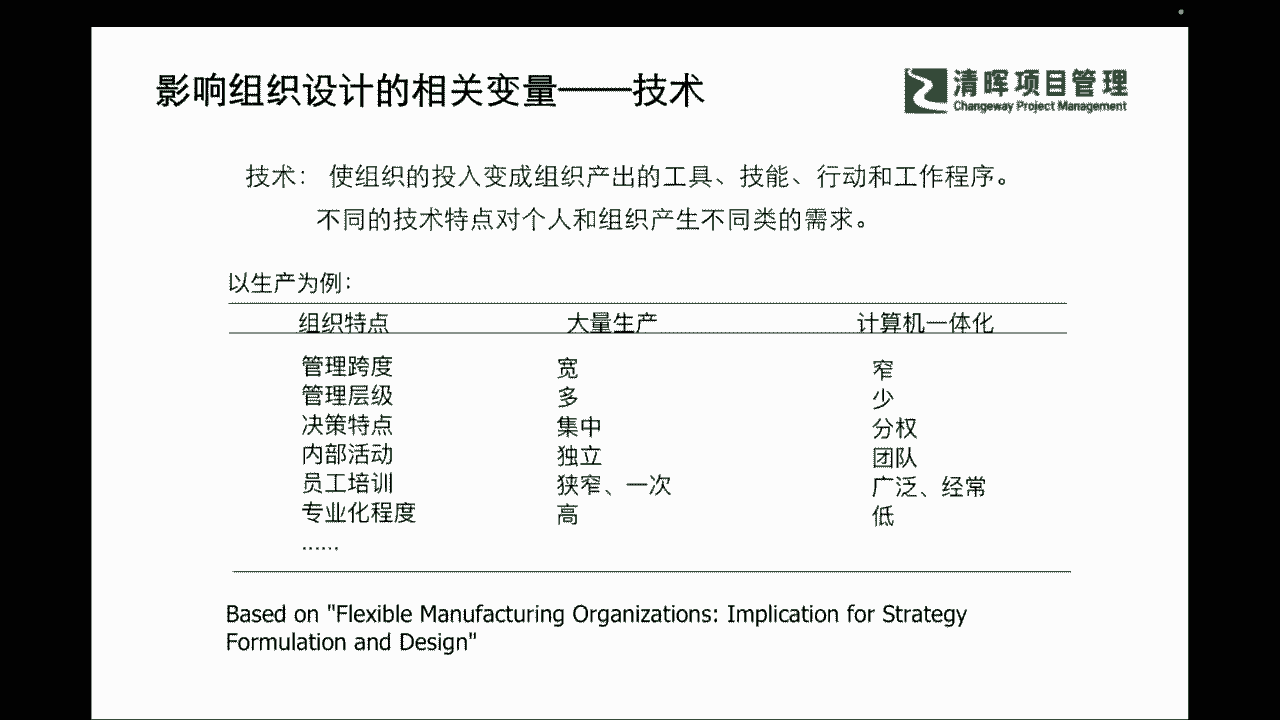 影响组织设计的相关变量——技术
清晖项目管理
Changeway Project Management
技术： 使组织的投入变成组织产出的工具、技能、行动和工作程序。
不同的技术特点对个人和组织产生不同类的需求。
以生产为例：
组织特点 大量生产 计算机一体化
管理跨度 宽 窄
管理层级 多 少
决策特点 集中 分权
内部活动 独立 团队
员工培训 狭窄、一次 广泛、经常
专业化程度 高 低
……
Based on "Flexible Manufacturing Organizations: Implication for Strategy
Formulation and Design"